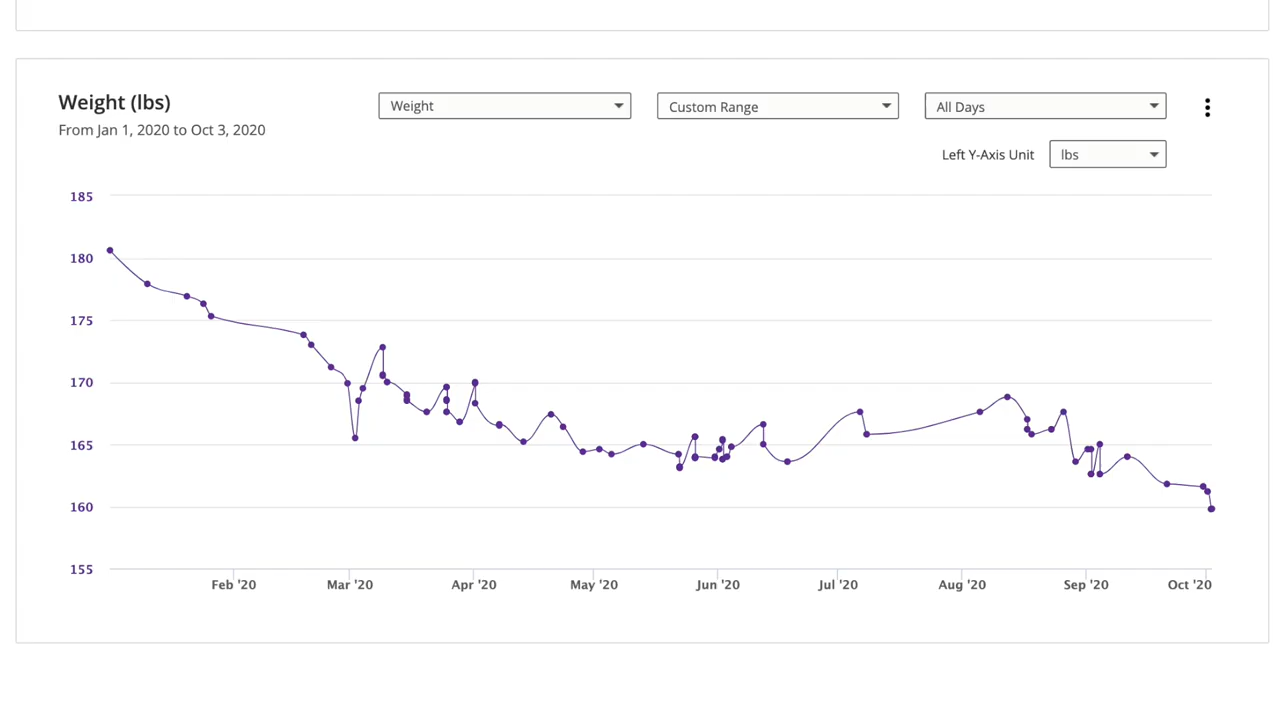 Weight (lbs)
From Jan 1, 2020 to Oct 3, 2020
Weight
Custom Range
All Days
Left Y-Axis Unit
lbs
185
180
175
170
165
160
155
Feb '20 Mar '20 Apr '20 May '20 Jun '20 Jul '20 Aug '20 Sep '20 Oct '20